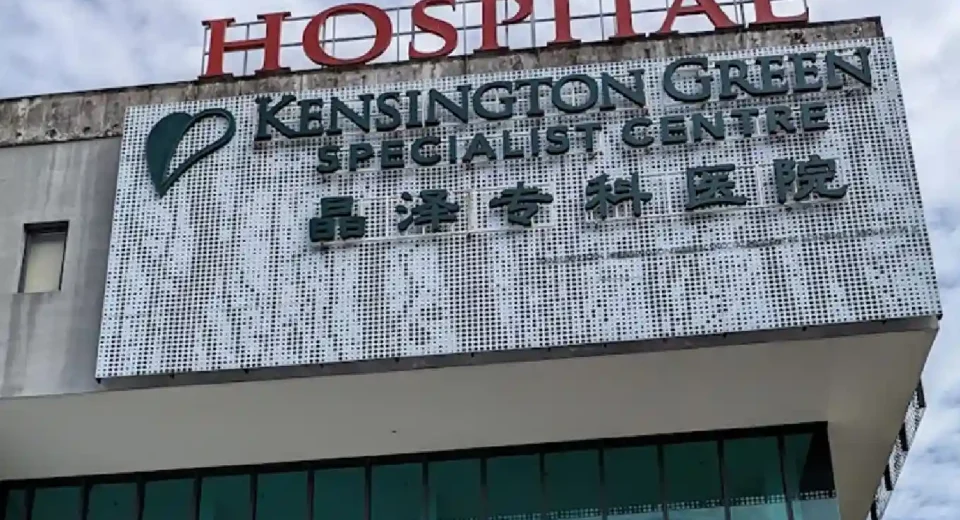 HOSPITAL
KENSINGTON GREEN
SPECIALIST CENTRE
晶泽专科医院